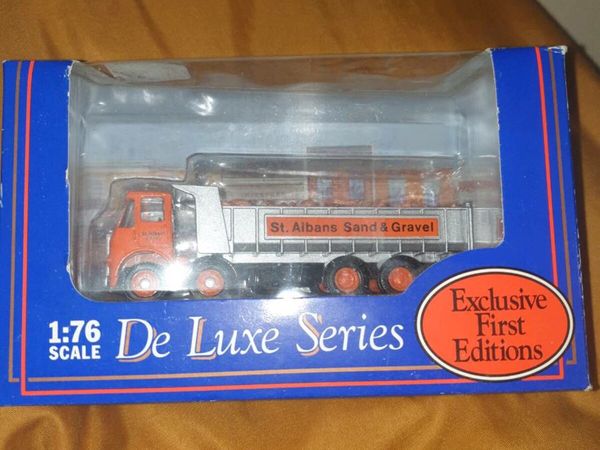 St. Albans Sand & Gravel
1:76
SCALE
De Luxe Series
Exclusive
First
Editions